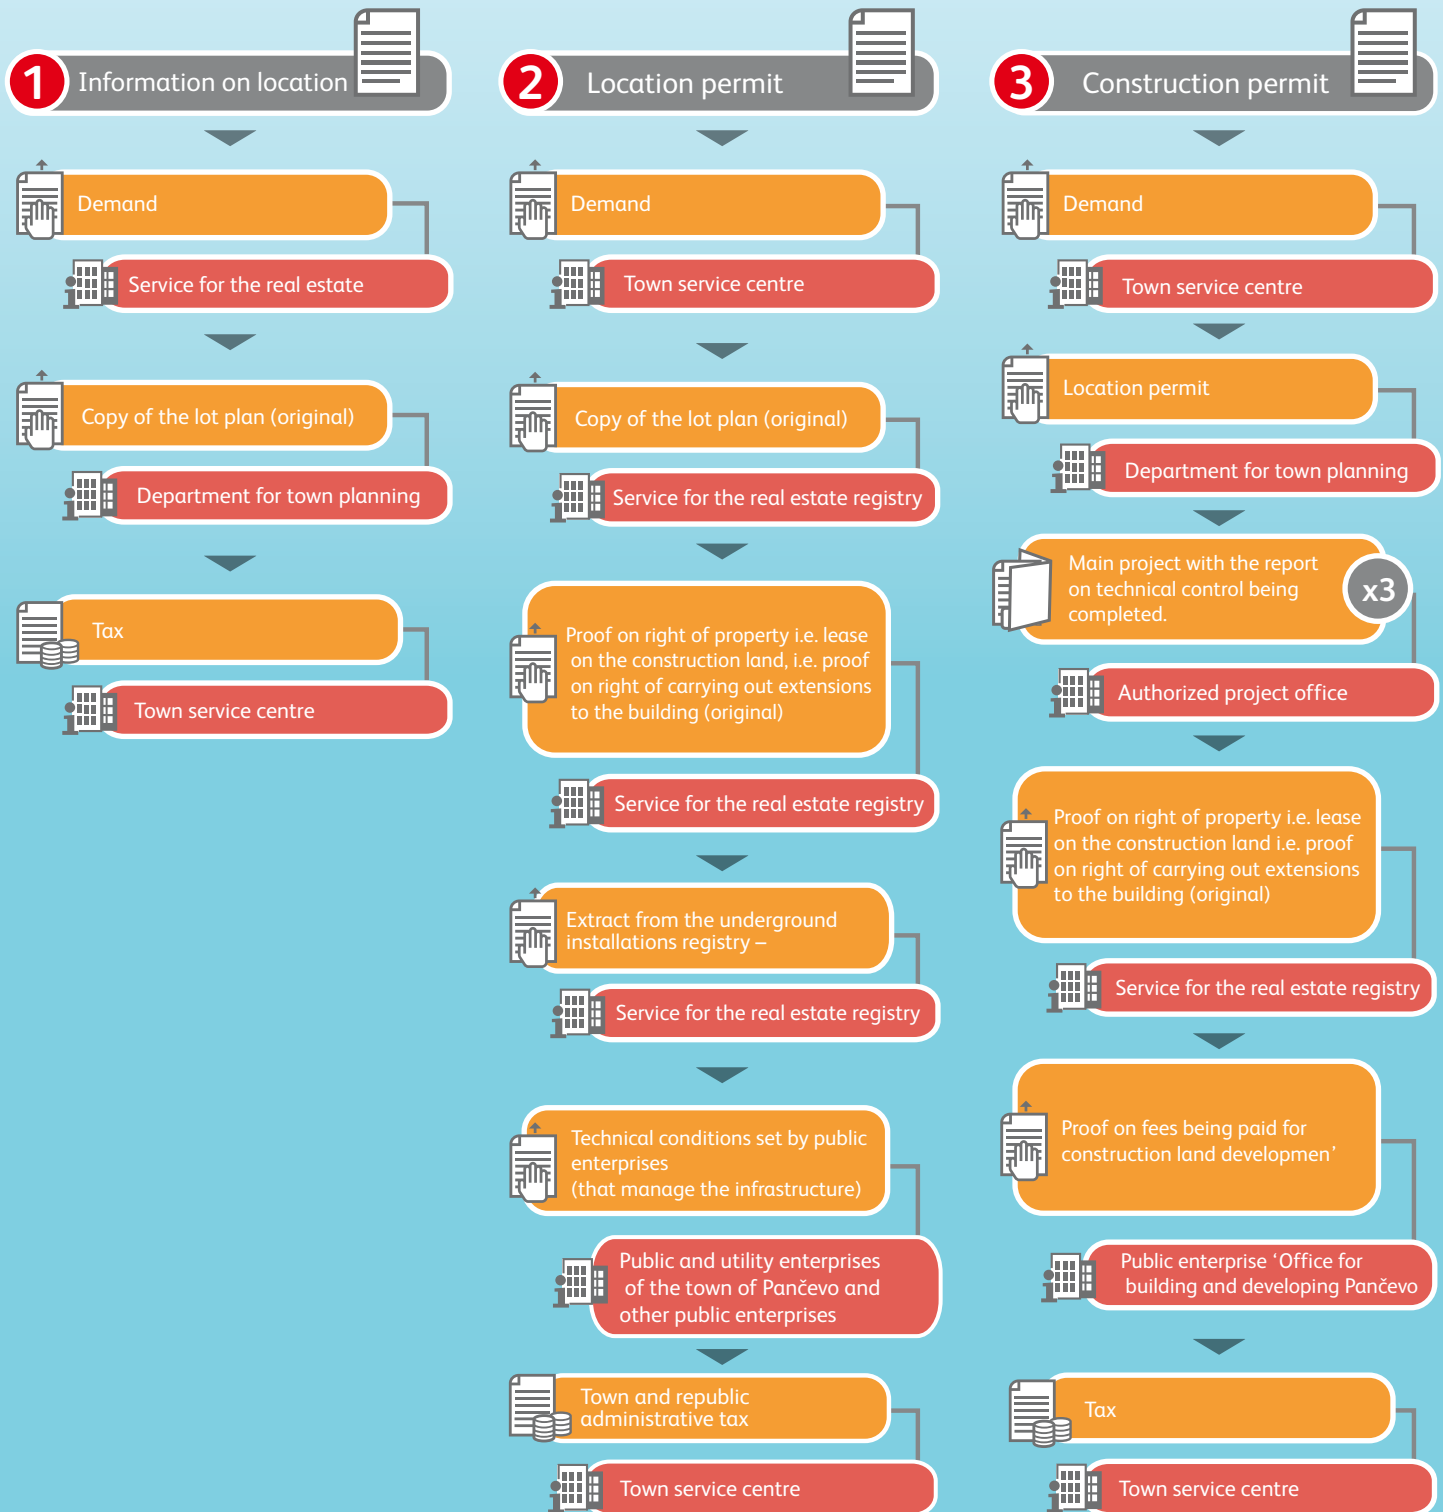 1 Information on location
Demand
Service for the real estate
Copy of the lot plan (original)
Department for town planning
Tax
Town service centre
2 Location permit
Demand
Town service centre
Copy of the lot plan (original)
Service for the real estate registry
Proof on right of property i.e. lease
on the construction land, i.e. proof
on right of carrying out extensions
to the building (original)
Service for the real estate registry
Extract from the underground
installations registry –
Service for the real estate registry
Technical conditions set by public
enterprises
(that manage the infrastructure)
Public and utility enterprises
of the town of Pančevo and
other public enterprises
Town and republic
administrative tax
Town service centre
3 Construction permit
Demand
Town service centre
Location permit
Department for town planning
Main project with the report
on technical control being
completed.
x3
Authorized project office
Proof on right of property i.e. lease
on the construction land i.e. proof
on right of carrying out extensions
to the building (original)
Service for the real estate registry
Proof on fees being paid for
construction land developmen’
Public enterprise ‘Office for
building and developing Pančevo
Tax
Town service centre